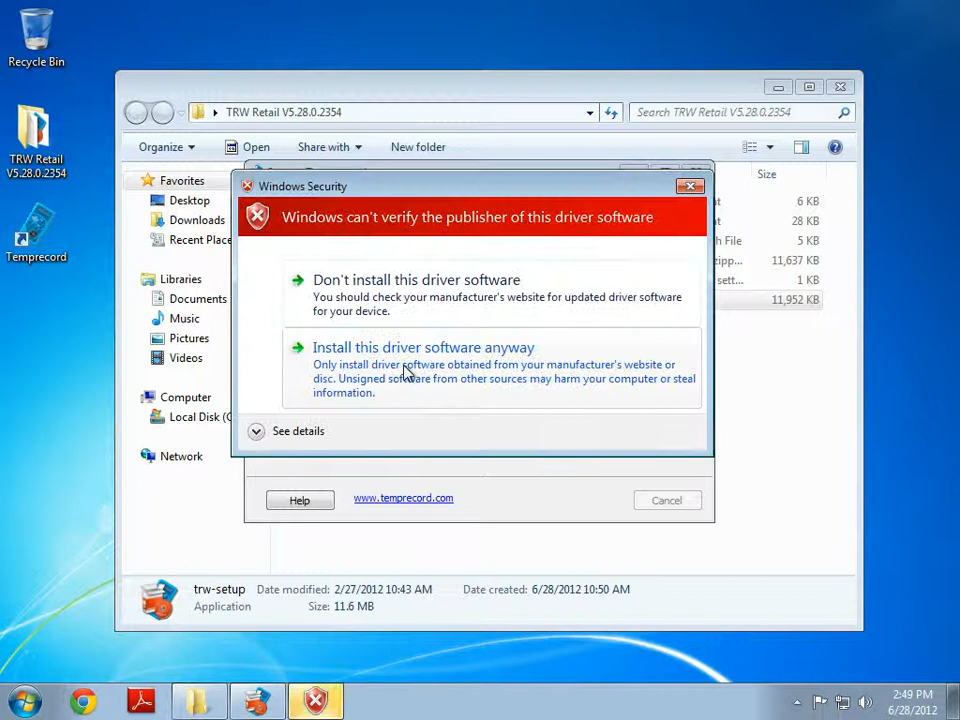 Recycle Bin
TRW Retail
V5.28.0.2354
Temprecord
TRW Retail V5.28.0.2354
Search TRW Retail V5.28.0.2354
Organize
Open
Share with
New folder
Favorites
Desktop
Downloads
Recent Place
Libraries
Documents
Music
Pictures
Videos
Computer
Local Disk (
Network
Size
6 KB
28 KB
h File
5 KB
zipp...
11,637 KB
sett...
1 KB
11,952 KB
Windows Security
Windows can't verify the publisher of this driver software
Don't install this driver software
You should check your manufacturer's website for updated driver software
for your device.
Install this driver software anyway
Only install driver software obtained from your manufacturer's website or
disc. Unsigned software from other sources may harm your computer or steal
information.
See details
Help
www.temprecord.com
Cancel
trw-setup
Date modified: 2/27/2012 10:43 AM
Date created: 6/28/2012 10:50 AM
Application
Size: 11.6 MB
2:49 PM
6/28/2012